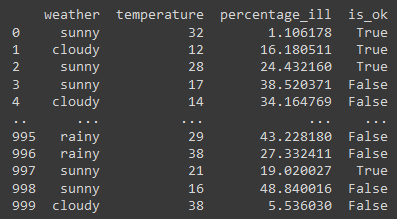 weather temperature percentage_ill is_ok
0 sunny 32 1.106178 True
1 cloudy 12 16.180511 True
2 sunny 28 24.432160 True
3 sunny 17 38.520371 False
4 cloudy 14 34.164769 False
.. ... ... ... ...
995 rainy 29 43.228180 False
996 rainy 38 27.332411 False
997 sunny 21 19.020027 True
998 sunny 16 48.840016 False
999 cloudy 38 5.536030 False